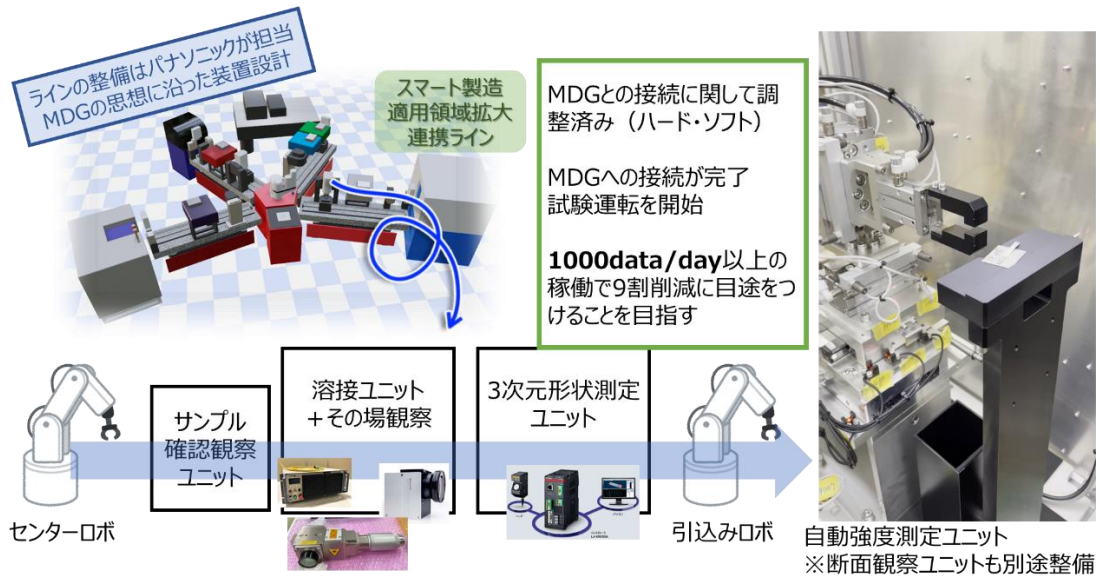 ラインの整備はパナソニックが担当
MDGの思想に沿った装置設計
スマート製造
適用領域拡大
連携ライン
MDGとの接続に関して調
整済み（ハード・ソフト）
MDGへの接続が完了
試験運転を開始
1000data/day以上の
稼働で9割削減に目途をつ
けることを目指す
センターロボ
サンプル
確認観察
ユニット
溶接ユニット
＋その場観察
3次元形状測定
ユニット
引込みロボ
自動強度測定ユニット
※断面観察ユニットも別途整備